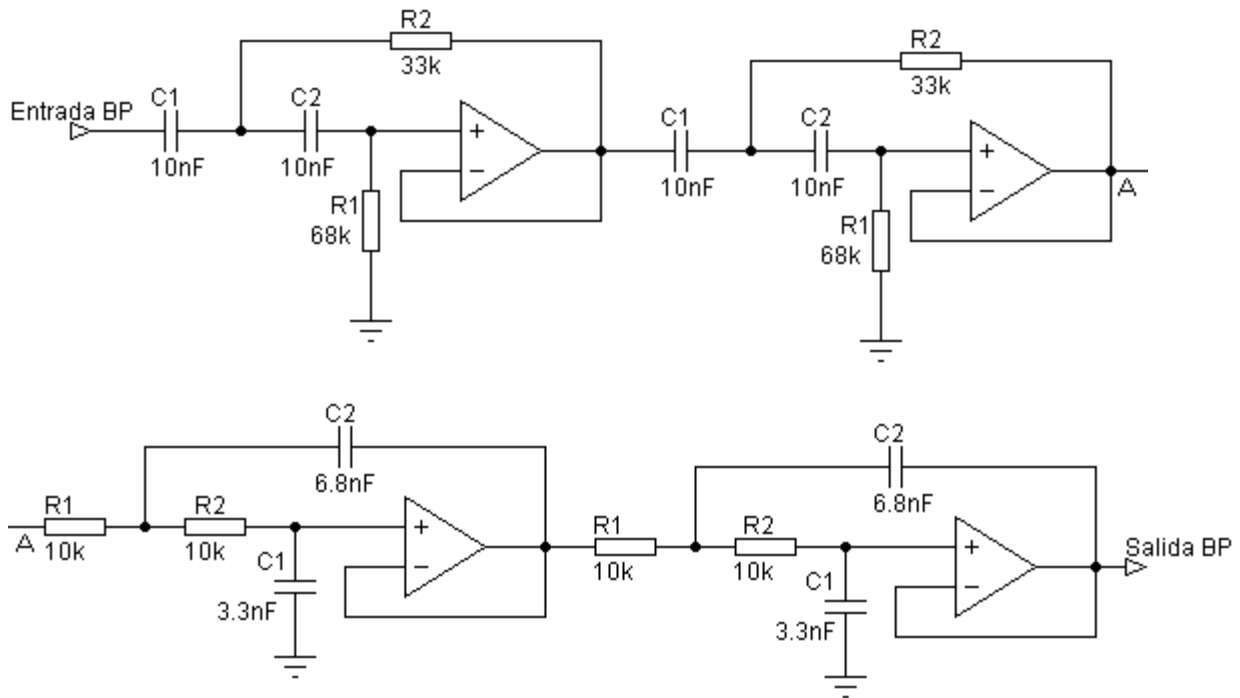 R2
33k
R2
33k
Entrada BP
C1
10nF
C2
10nF
+
−
R1
68k
C1
10nF
C2
10nF
+
−
R1
68k
A
C2
6.8nF
C2
6.8nF
A
R1
10k
R2
10k
+
−
C1
3.3nF
R1
10k
R2
10k
+
−
C1
3.3nF
Salida BP